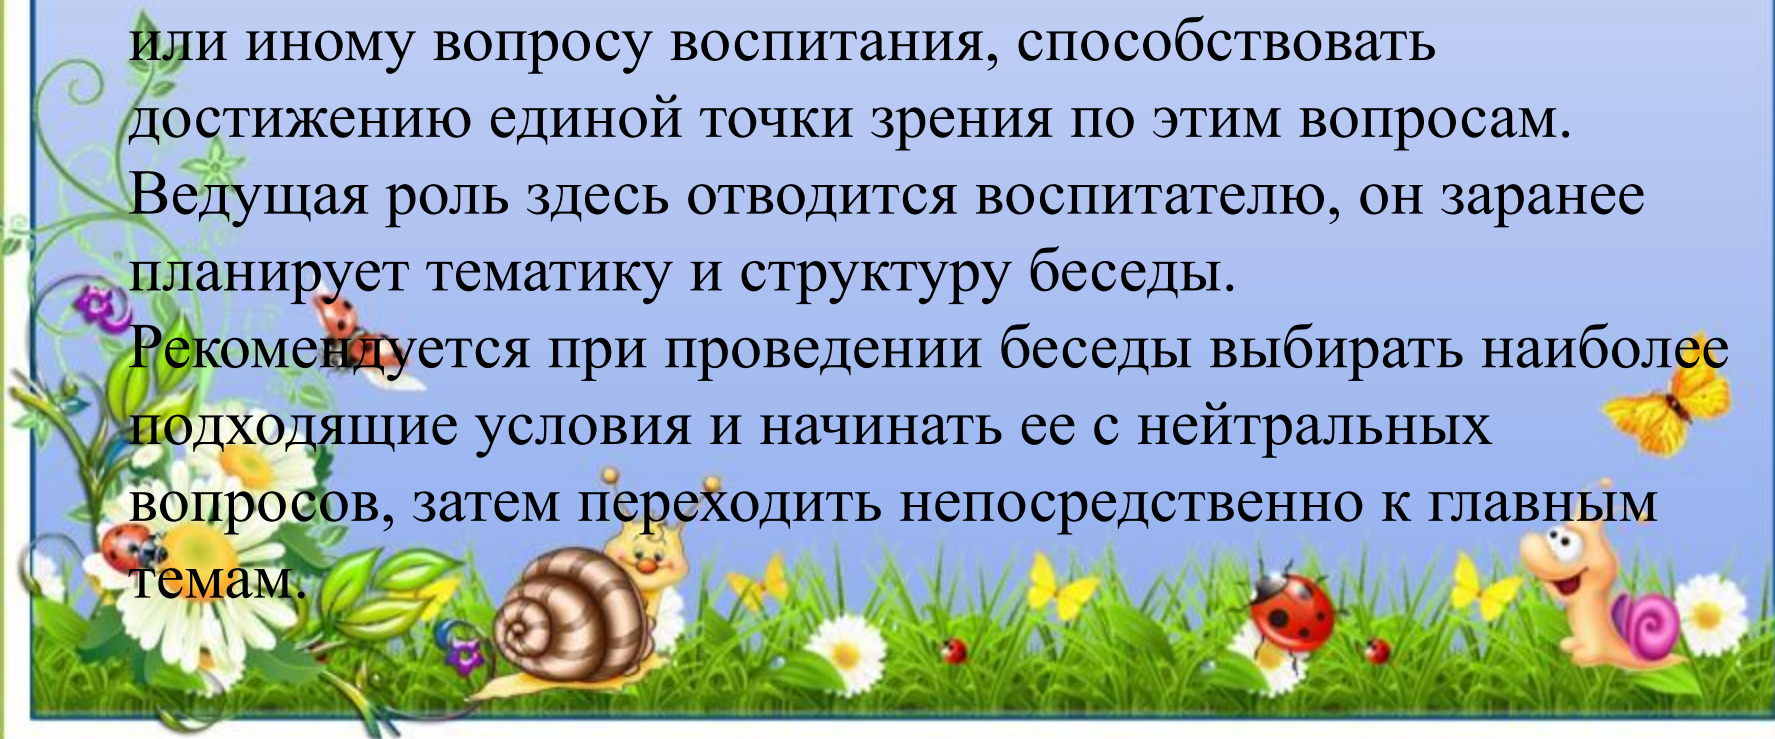 или иному вопросу воспитания, способствовать
достижению единой точки зрения по этим вопросам.
Ведущая роль здесь отводится воспитателю, он заранее
планирует тематику и структуру беседы.
Рекомендуется при проведении беседы выбирать наиболее
подходящие условия и начинать ее с нейтральных
вопросов, затем переходить непосредственно к главным
темам.